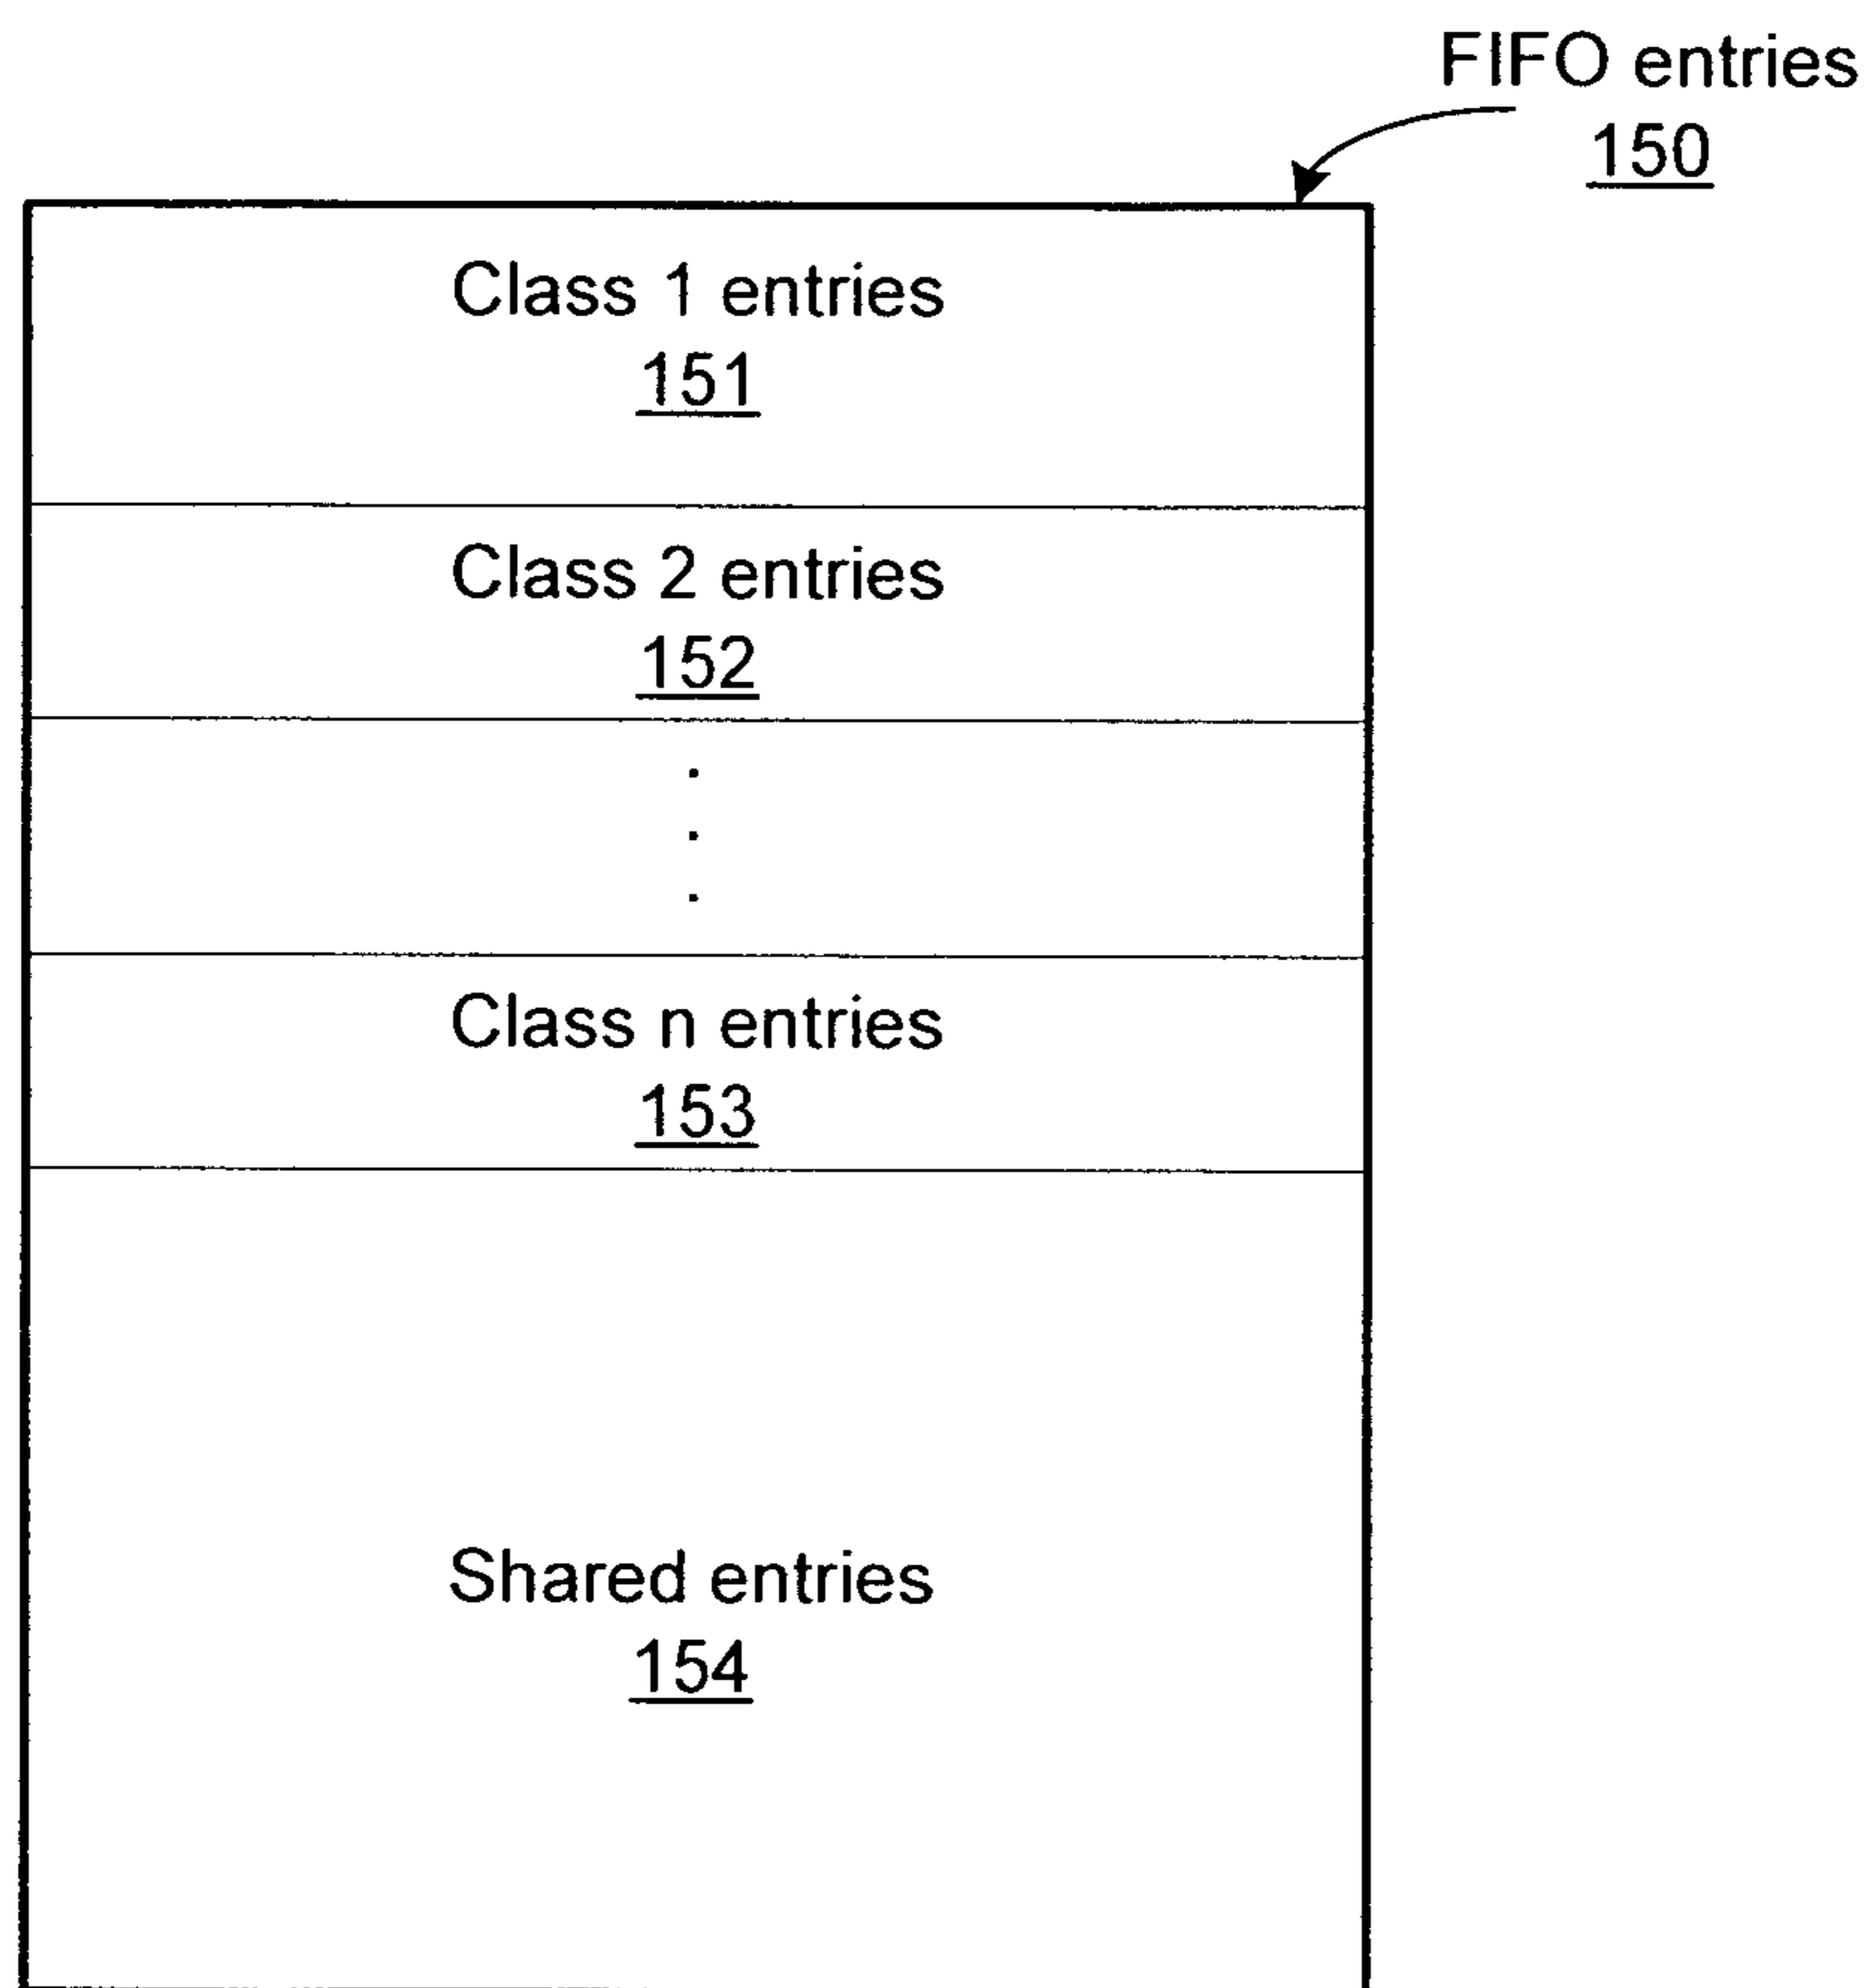 FIFO entries
150
Class 1 entries
151
Class 2 entries
152
.
.
.
Class n entries
153
Shared entries
154